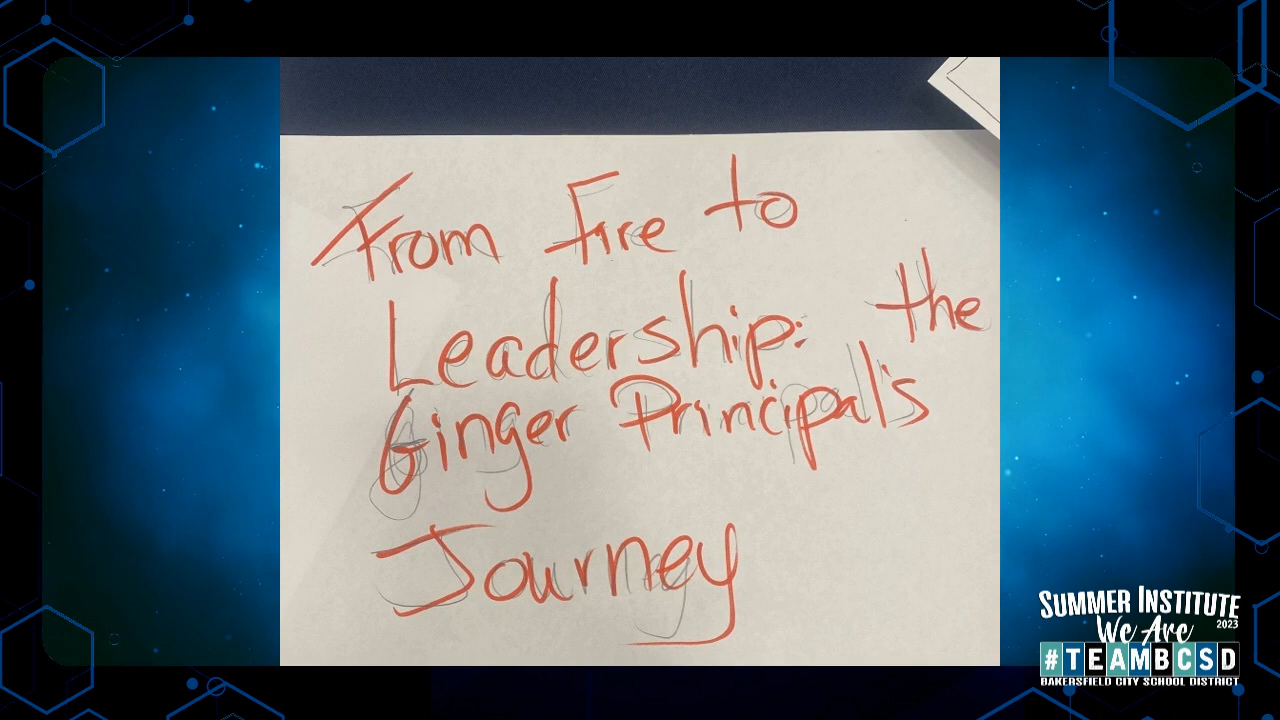 From Fire to
Leadership: the
Ginger Principal's
Journey
SUMMER INSTITUTE
2023
We Are
#TEAMBCSD
BAKERSFIELD CITY SCHOOL DISTRICT